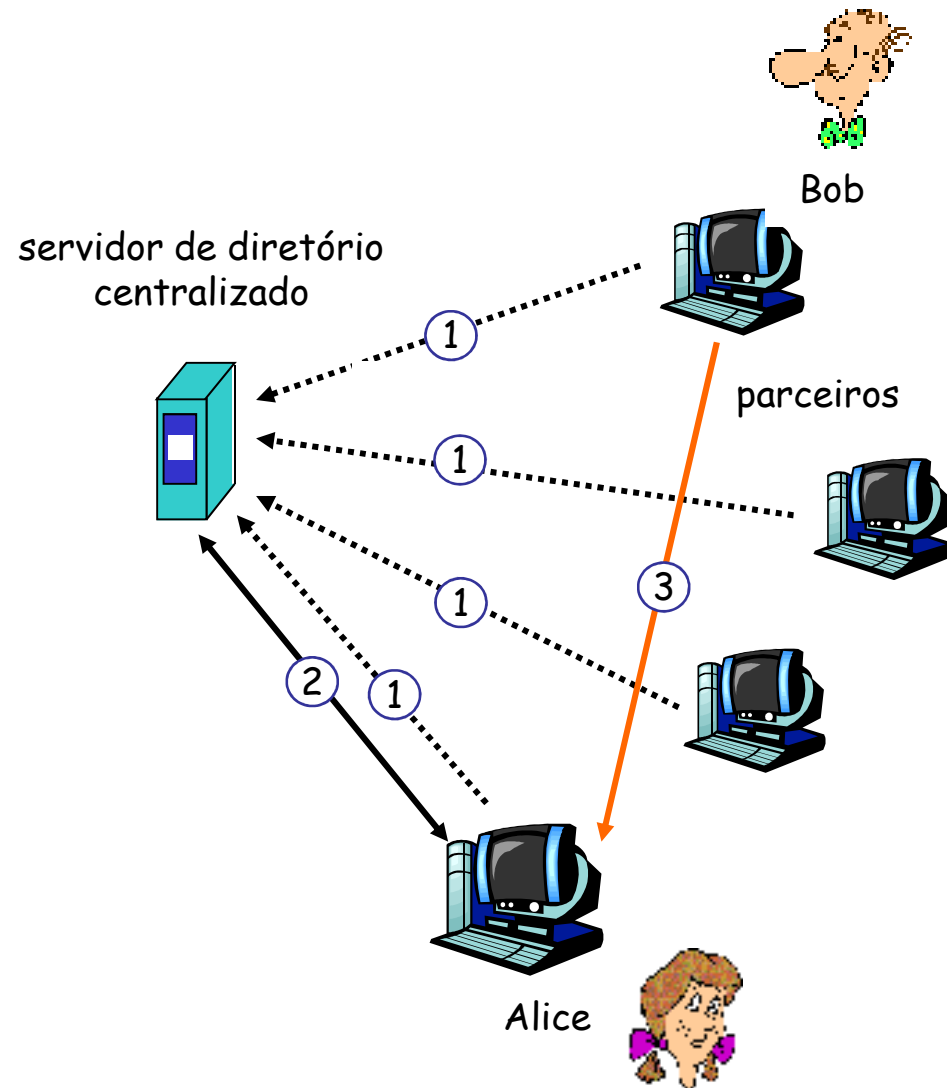 Bob
servidor de diretório
centralizado
1
parceiros
1
3
1
2
1
Alice